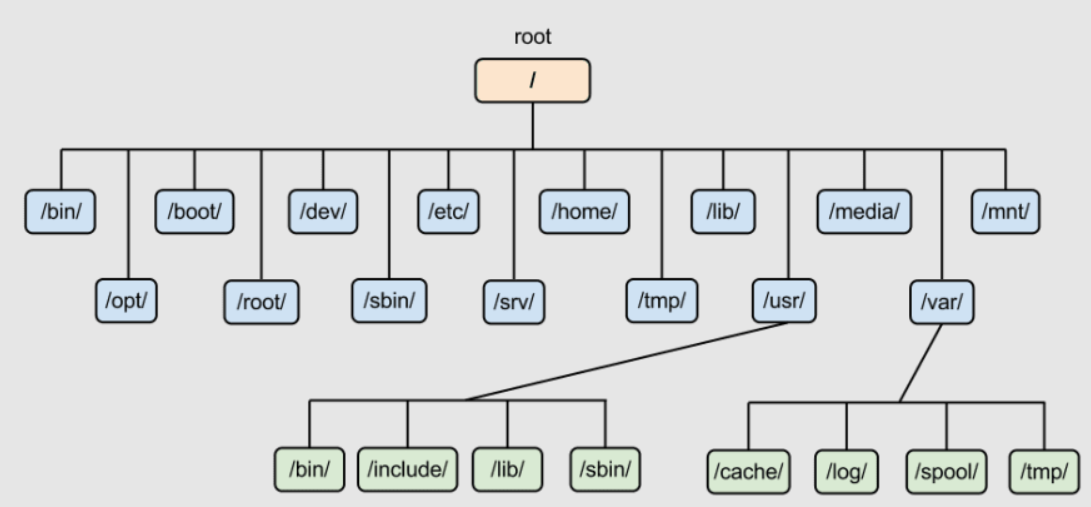 root
/
/bin/
/boot/
/dev/
/etc/
/home/
/lib/
/media/
/mnt/
/opt/
/root/
/sbin/
/srv/
/tmp/
/usr/
/var/
/bin/
/include/
/lib/
/sbin/
/cache/
/log/
/spool/
/tmp/